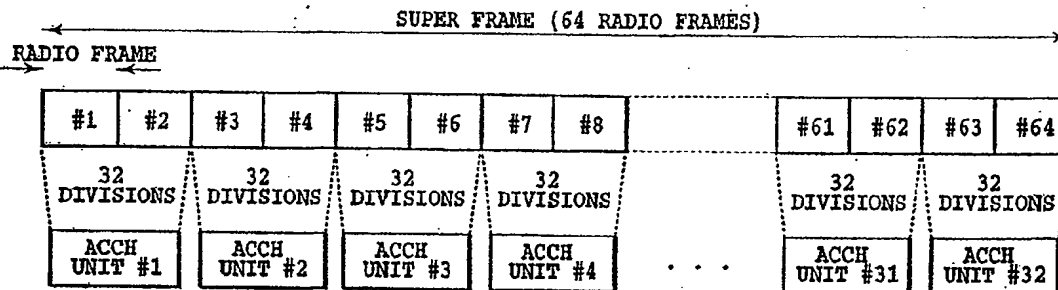 SUPER FRAME (64 RADIO FRAMES)
RADIO FRAME
#1 #2 #3 #4 #5 #6 #7 #8 #61 #62 #63 #64
32 DIVISIONS 32 DIVISIONS 32 DIVISIONS 32 DIVISIONS 32 DIVISIONS 32 DIVISIONS
ACCH UNIT #1 ACCH UNIT #2 ACCH UNIT #3 ACCH UNIT #4 . . . ACCH UNIT #31 ACCH UNIT #32